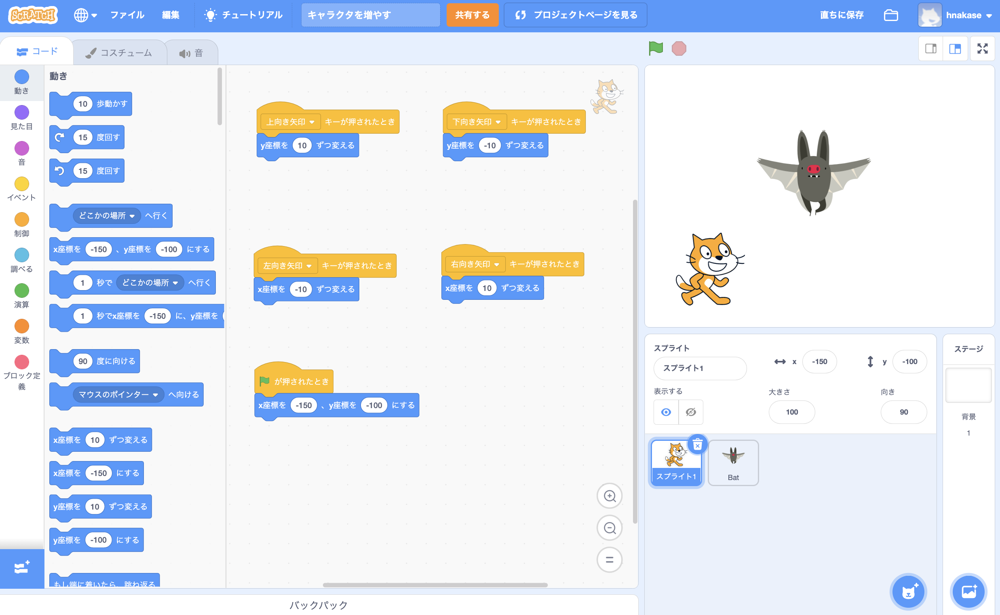 SCRATCH
ファイル
編集
チュートリアル
キャラクタを増やす
共有する
プロジェクトページを見る
直ちに保存
hnakase
コード
コスチューム
音
動き
見た目
音
イベント
制御
調べる
演算
変数
ブロック定
義
動き
10 歩動かす
15 度回す
15 度回す
どこかの場所 へ行く
x座標を -150 、y座標を -100 にする
1 秒で どこかの場所 へ行く
1 秒でx座標を -150 に、y座標を
90 度に向ける
マウスのポインター へ向ける
x座標を 10 ずつ変える
x座標を -150 にする
y座標を 10 ずつ変える
y座標を -100 にする
もし端に着いたら、跳ね返る
上向き矢印 キーが押されたとき
y座標を 10 ずつ変える
下向き矢印 キーが押されたとき
y座標を -10 ずつ変える
左向き矢印 キーが押されたとき
x座標を -10 ずつ変える
右向き矢印 キーが押されたとき
x座標を 10 ずつ変える
が押されたとき
x座標を -150 、y座標を -100 にする
バックパック
スプライト
スプライト1
x -150
y -100
表示する
大きさ
100
向き
90
スプライト1
Bat
ステージ
背景
1